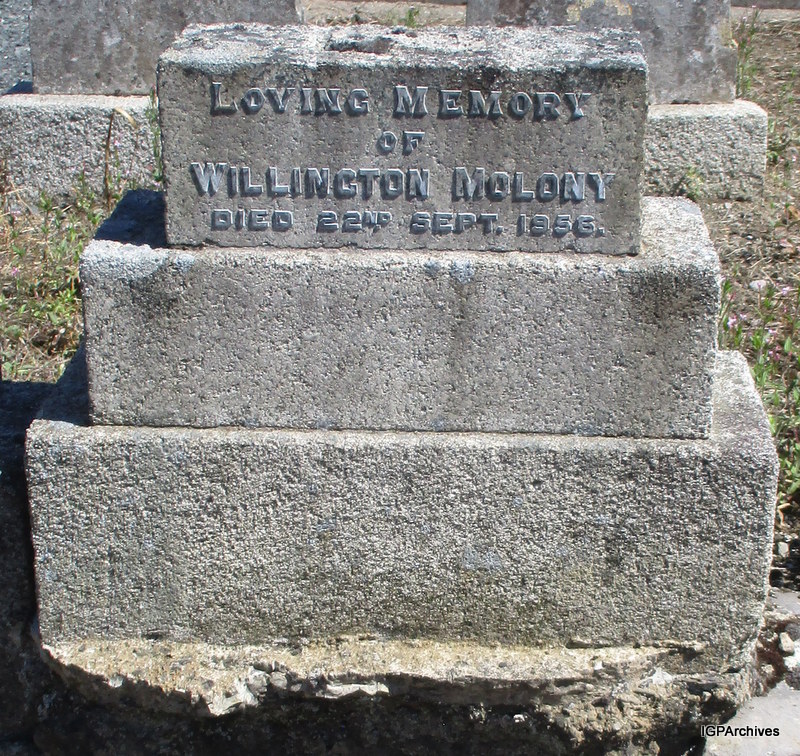 LOVING MEMORY
OF
WILLINGTON MOLONY
DIED 22ND SEPT. 1956.
IGPArchives